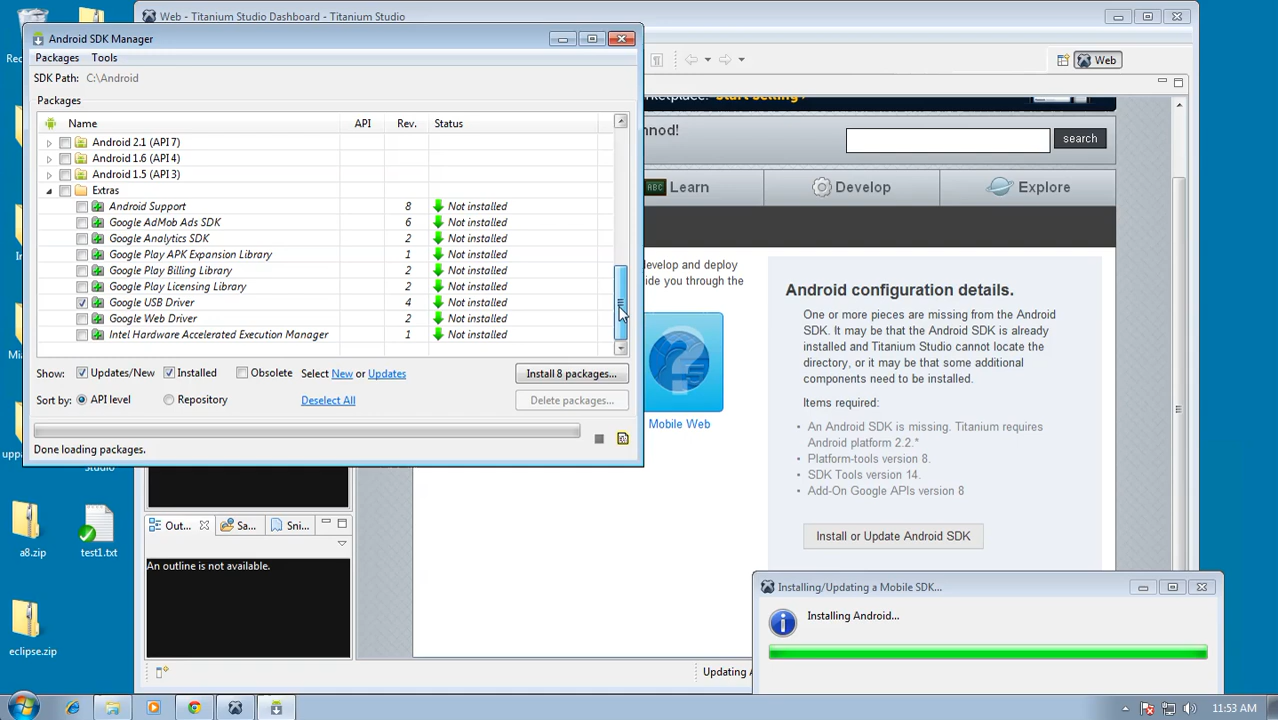 Web - Titanium Studio Dashboard - Titanium Studio
Android SDK Manager
Packages Tools
Web
SDK Path: C:\Android
Packages
Name API Rev. Status
Android 2.1 (API 7)
Android 1.6 (API 4)
Android 1.5 (API 3)
Extras
Android Support 8 Not installed
Google AdMob Ads SDK 6 Not installed
Google Analytics SDK 2 Not installed
Google Play APK Expansion Library 1 Not installed
Google Play Billing Library 2 Not installed
Google Play Licensing Library 2 Not installed
Google USB Driver 4 Not installed
Google Web Driver 2 Not installed
Intel Hardware Accelerated Execution Manager 1 Not installed
Show: Updates/New Installed Obsolete Select New or Updates Install 8 packages...
Sort by: API level Repository Deselect All Delete packages...
Done loading packages.
search
ABC Learn Develop Explore
Mobile Web
Android configuration details.
One or more pieces are missing from the Android
SDK. It may be that the Android SDK is already
installed and Titanium Studio cannot locate the
directory, or it may be that some additional
components need to be installed.
Items required:
• An Android SDK is missing. Titanium requires
Android platform 2.2.*
• Platform-tools version 8.
• SDK Tools version 14.
• Add-On Google APIs version 8
Install or Update Android SDK
Studio
a8.zip
test1.txt
eclipse.zip
Out... Sa... Sni...
An outline is not available.
Installing/Updating a Mobile SDK...
Installing Android...
11:53 AM